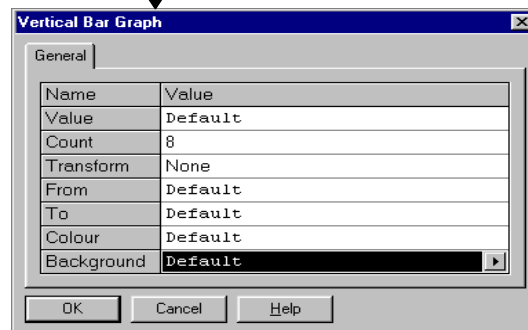 Vertical Bar Graph
General
Name Value
Value Default
Count 8
Transform None
From Default
To Default
Colour Default
Background Default
OK Cancel Help